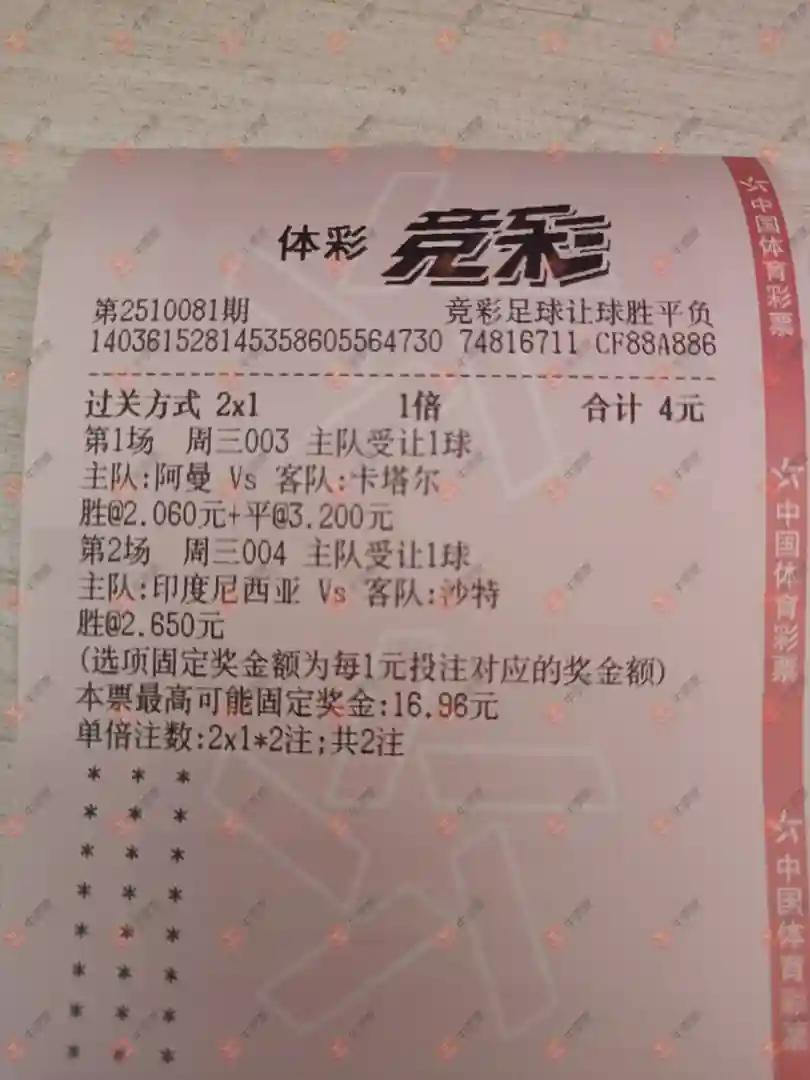 体彩 竞彩
第2510081期 竞彩足球让球胜平负
140361528145358605564730 74816711 CF88A886
过关方式 2x1 1倍 合计 4元
第1场 周三003 主队受让1球
主队:阿曼 Vs 客队:卡塔尔
胜@2.060元+平@3.200元
第2场 周三004 主队受让1球
主队:印度尼西亚 Vs 客队:沙特
胜@2.650元
(选项固定奖金额为每1元投注对应的奖金额)
本票最高可能固定奖金:16.96元
单倍注数:2x1*2注;共2注
* * *
* * *
* * *
* * *
* * *
* * *
* * *
* * *
中国体育彩票
中国体育彩票
中国体育彩票